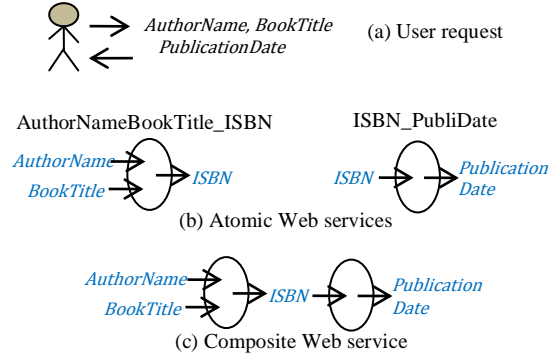 AuthorName, BookTitle
PublicationDate
(a) User request
AuthorNameBookTitle_ISBN
AuthorName
BookTitle
ISBN
ISBN_PubliDate
ISBN
Publication
Date
(b) Atomic Web services
AuthorName
BookTitle
ISBN
Publication
Date
(c) Composite Web service